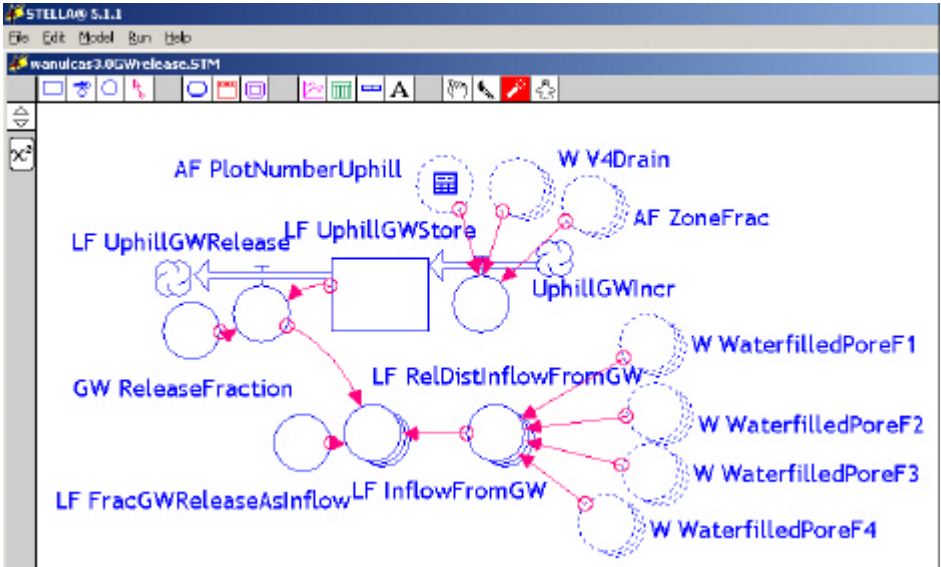 STELLA® 5.1.1
File Edit Model Run Help
wanulcas3.0GWrelease.STM
A
x²
AF PlotNumberUphill
W V4Drain
AF ZoneFrac
LF UphillGWRelease
LF UphillGWStore
UphillGWIncr
W WaterfilledPoreF1
GW ReleaseFraction
LF RelDistInflowFromGW
W WaterfilledPoreF2
W WaterfilledPoreF3
LF FracGWReleaseAsInflow
LF InflowFromGW
W WaterfilledPoreF4